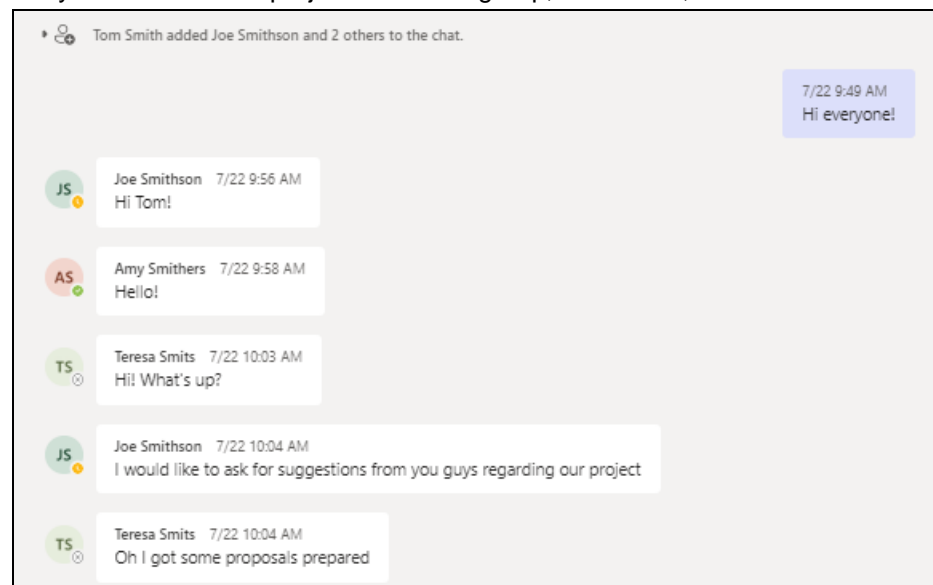 Tom Smith added Joe Smithson and 2 others to the chat.
7/22 9:49 AM
Hi everyone!
JS
Joe Smithson 7/22 9:56 AM
Hi Tom!
AS
Amy Smithers 7/22 9:58 AM
Hello!
TS
Teresa Smits 7/22 10:03 AM
Hi! What's up?
JS
Joe Smithson 7/22 10:04 AM
I would like to ask for suggestions from you guys regarding our project
TS
Teresa Smits 7/22 10:04 AM
Oh I got some proposals prepared